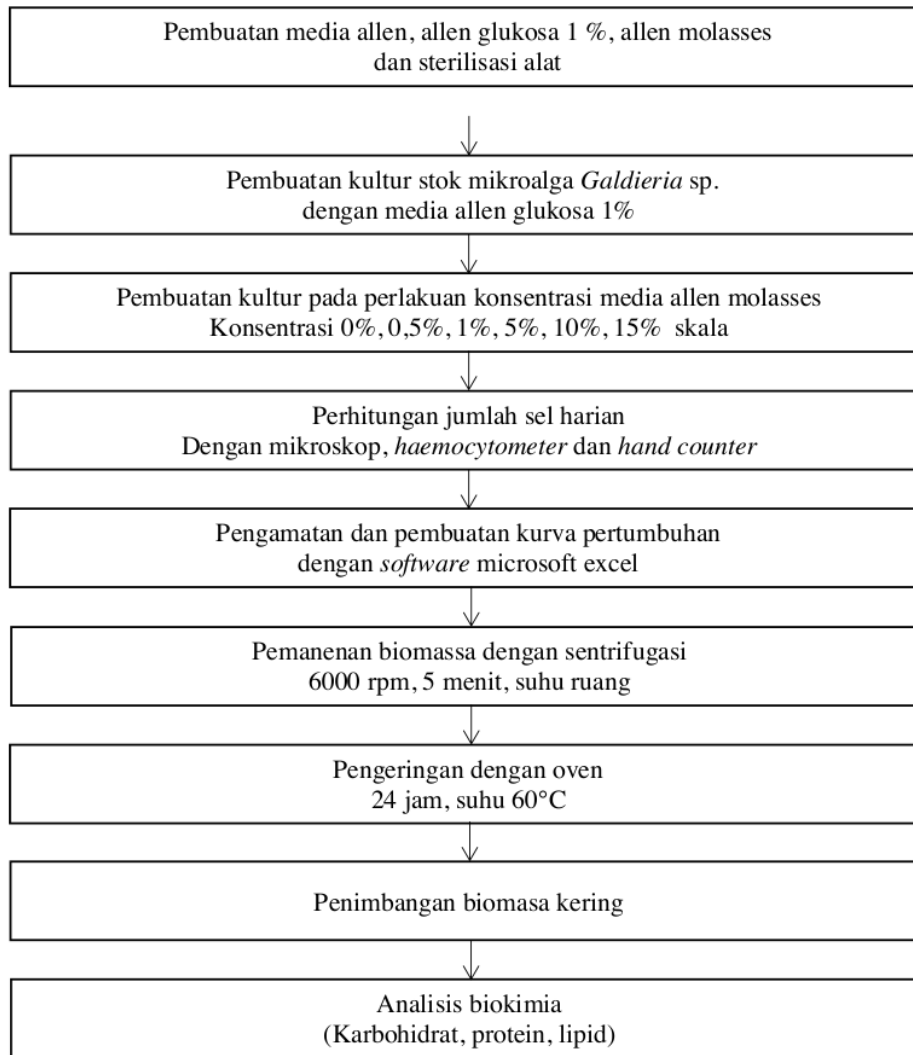 Pembuatan media allen, allen glukosa 1 %, allen molasses
dan sterilisasi alat
Pembuatan kultur stok mikroalga Galdieria sp.
dengan media allen glukosa 1%
Pembuatan kultur pada perlakuan konsentrasi media allen molasses
Konsentrasi 0%, 0,5%, 1%, 5%, 10%, 15% skala
Perhitungan jumlah sel harian
Dengan mikroskop, haemocytometer dan hand counter
Pengamatan dan pembuatan kurva pertumbuhan
dengan software microsoft excel
Pemanenan biomassa dengan sentrifugasi
6000 rpm, 5 menit, suhu ruang
Pengeringan dengan oven
24 jam, suhu 60°C
Penimbangan biomasa kering
Analisis biokimia
(Karbohidrat, protein, lipid)